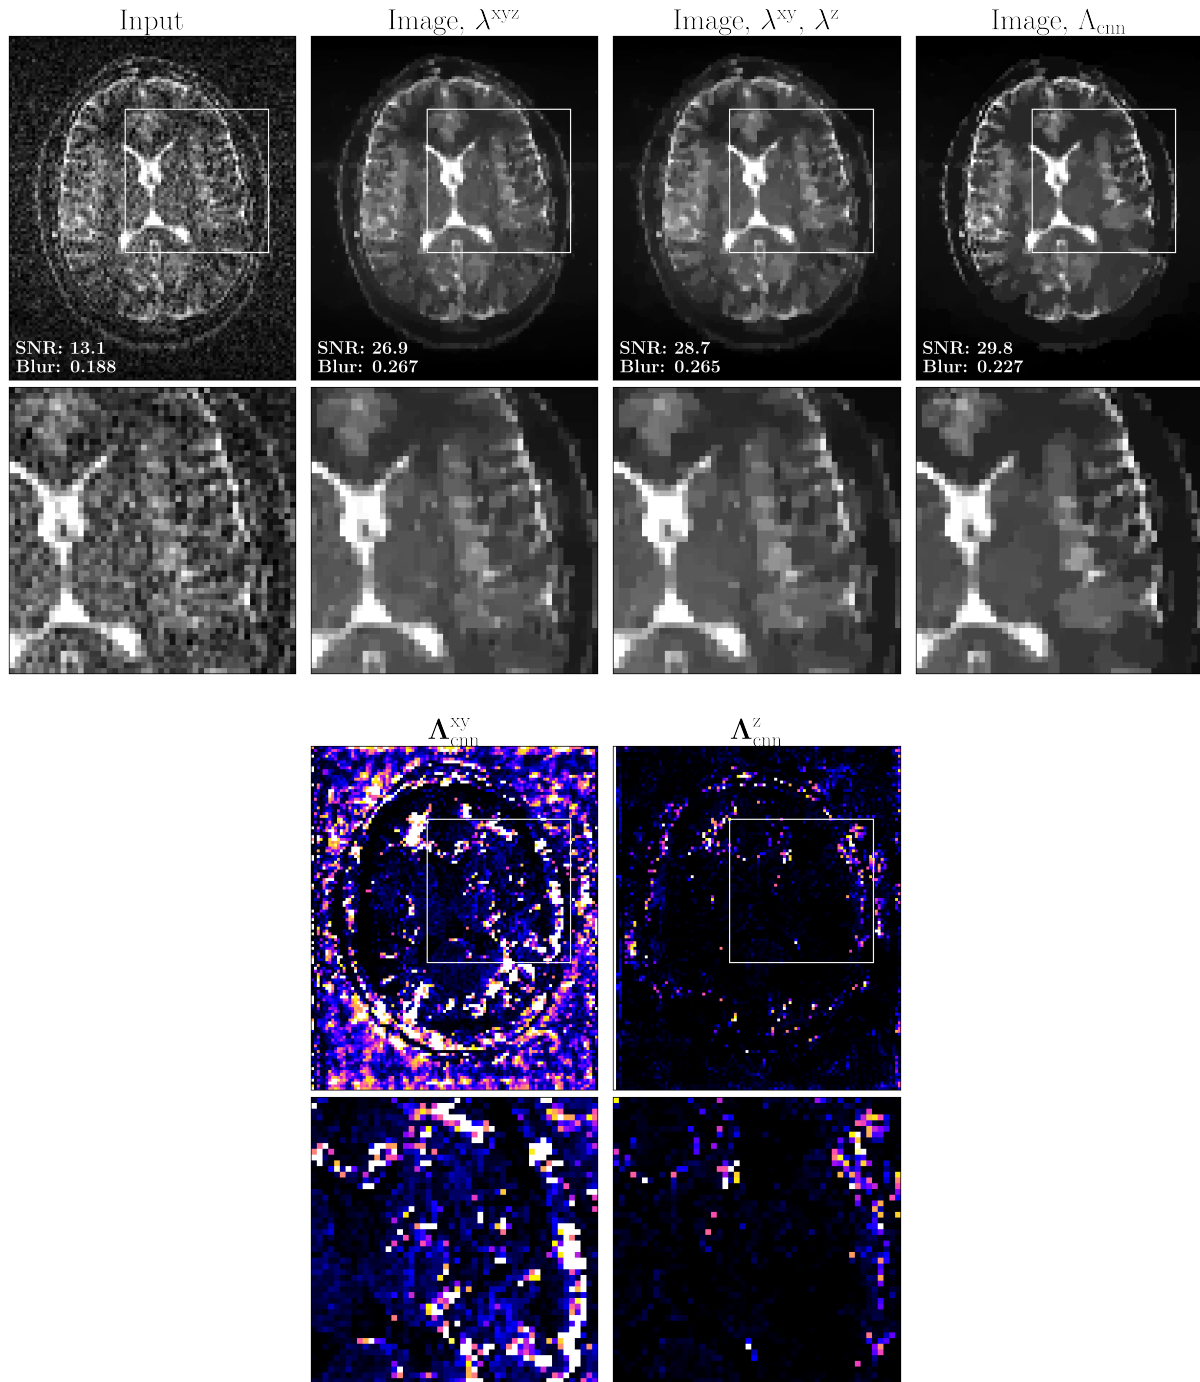 Input
Image, λ^xyz
Image, λ^xy, λ^z
Image, Λ_cnn
SNR: 13.1
Blur: 0.188
SNR: 26.9
Blur: 0.267
SNR: 28.7
Blur: 0.265
SNR: 29.8
Blur: 0.227
Λ^xy_cnn
Λ^z_cnn